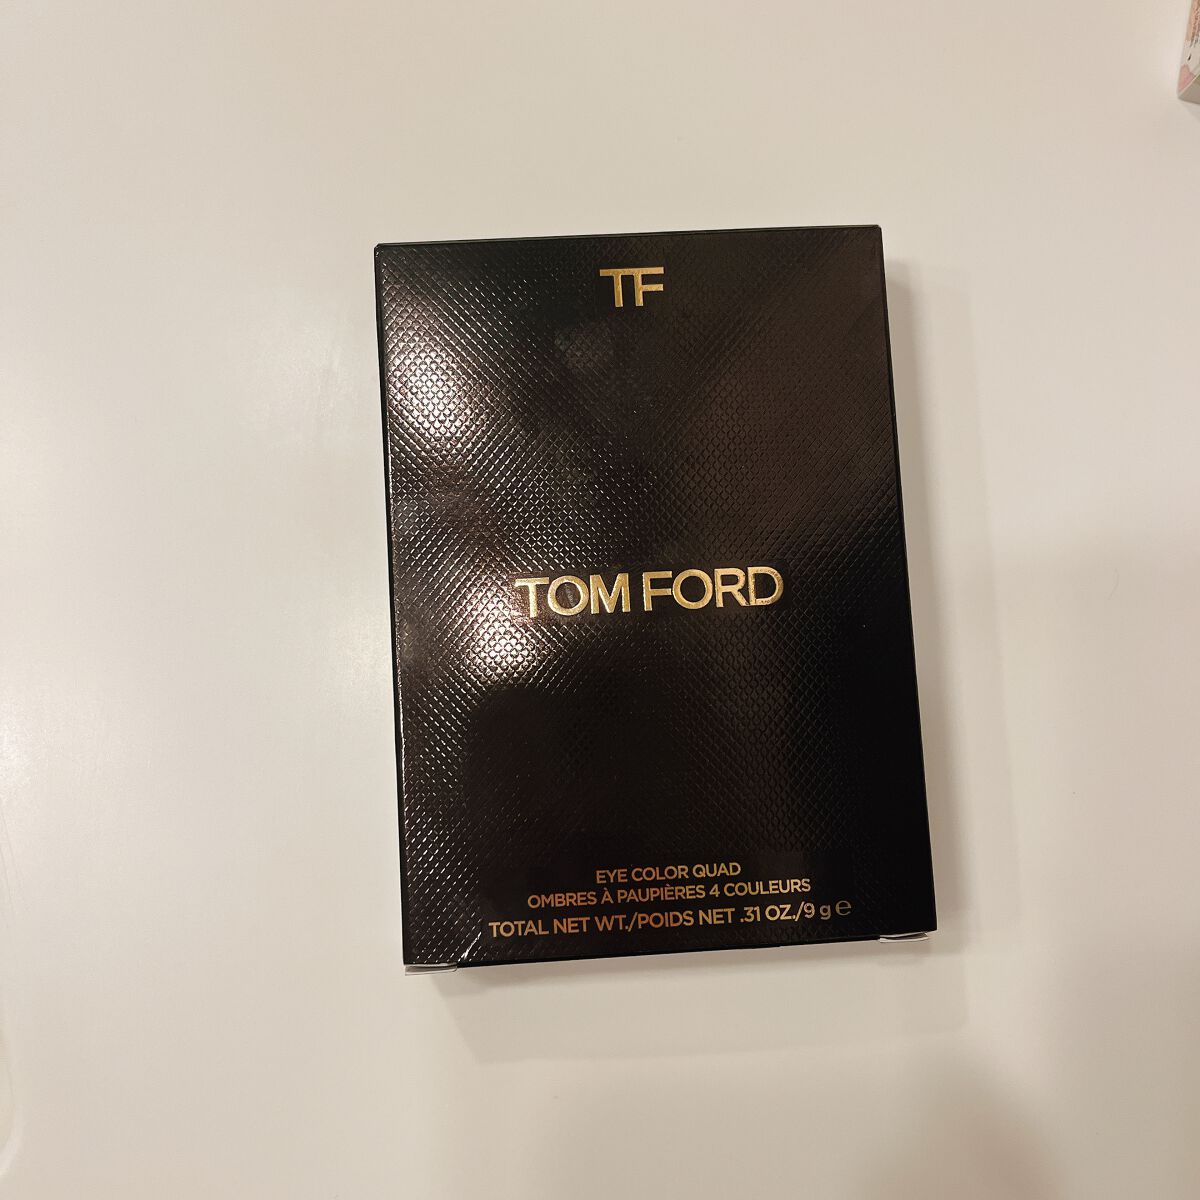 TF
TOM FORD
EYE COLOR QUAD
OMBRES À PAUPIÈRES 4 COULEURS
TOTAL NET WT./POIDS NET .31 OZ./9 g ℮